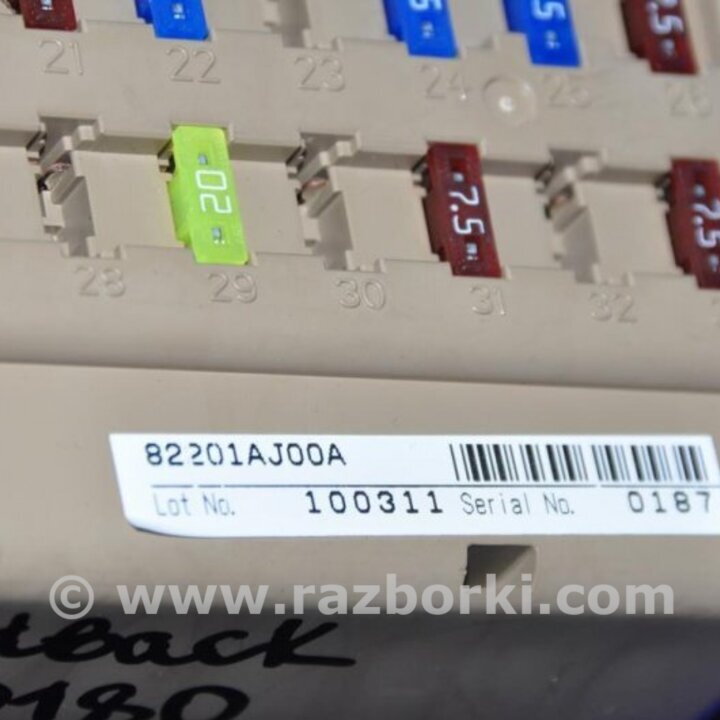 21 22 23 24 25 26
20 7.5 7.5
28 29 30 31 32
82201AJ00A
Lot No. 100311 Serial No. 0187
© www.razborki.com